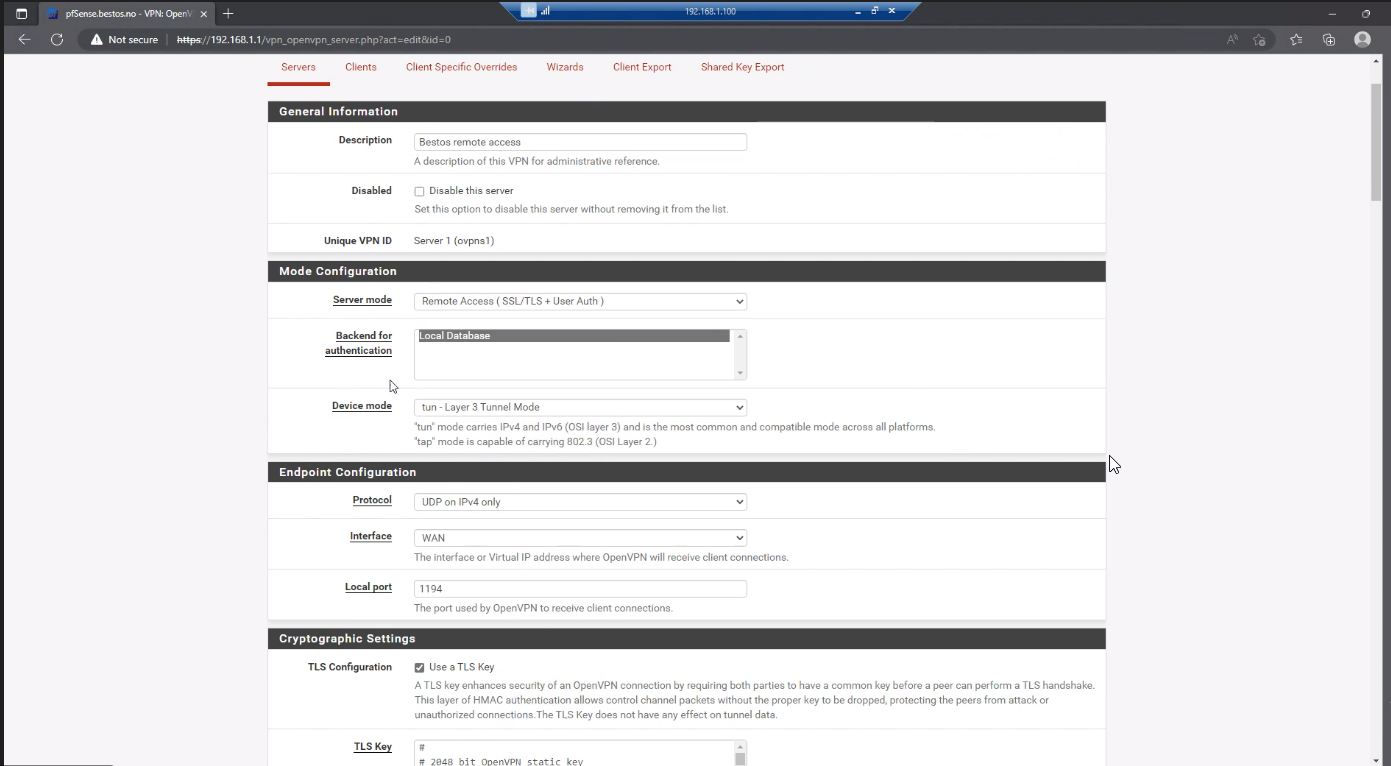 pfSense.bestos.no - VPN: OpenV
192.168.1.100
Not secure
https://192.168.1.1/vpn_openvpn_server.php?act=edit&id=0
Servers Clients Client Specific Overrides Wizards Client Export Shared Key Export
General Information
Description Bestos remote access
A description of this VPN for administrative reference.
Disabled Disable this server
Set this option to disable this server without removing it from the list.
Unique VPN ID Server 1 (ovpns1)
Mode Configuration
Server mode Remote Access ( SSL/TLS + User Auth )
Backend for authentication Local Database
Device mode tun - Layer 3 Tunnel Mode
"tun" mode carries IPv4 and IPv6 (OSI layer 3) and is the most common and compatible mode across all platforms.
"tap" mode is capable of carrying 802.3 (OSI Layer 2.)
Endpoint Configuration
Protocol UDP on IPv4 only
Interface WAN
The interface or Virtual IP address where OpenVPN will receive client connections.
Local port 1194
The port used by OpenVPN to receive client connections.
Cryptographic Settings
TLS Configuration Use a TLS Key
A TLS key enhances security of an OpenVPN connection by requiring both parties to have a common key before a peer can perform a TLS handshake.
This layer of HMAC authentication allows control channel packets without the proper key to be dropped, protecting the peers from attack or
unauthorized connections.The TLS Key does not have any effect on tunnel data.
TLS Key #
# 2048 bit OpenVPN static key